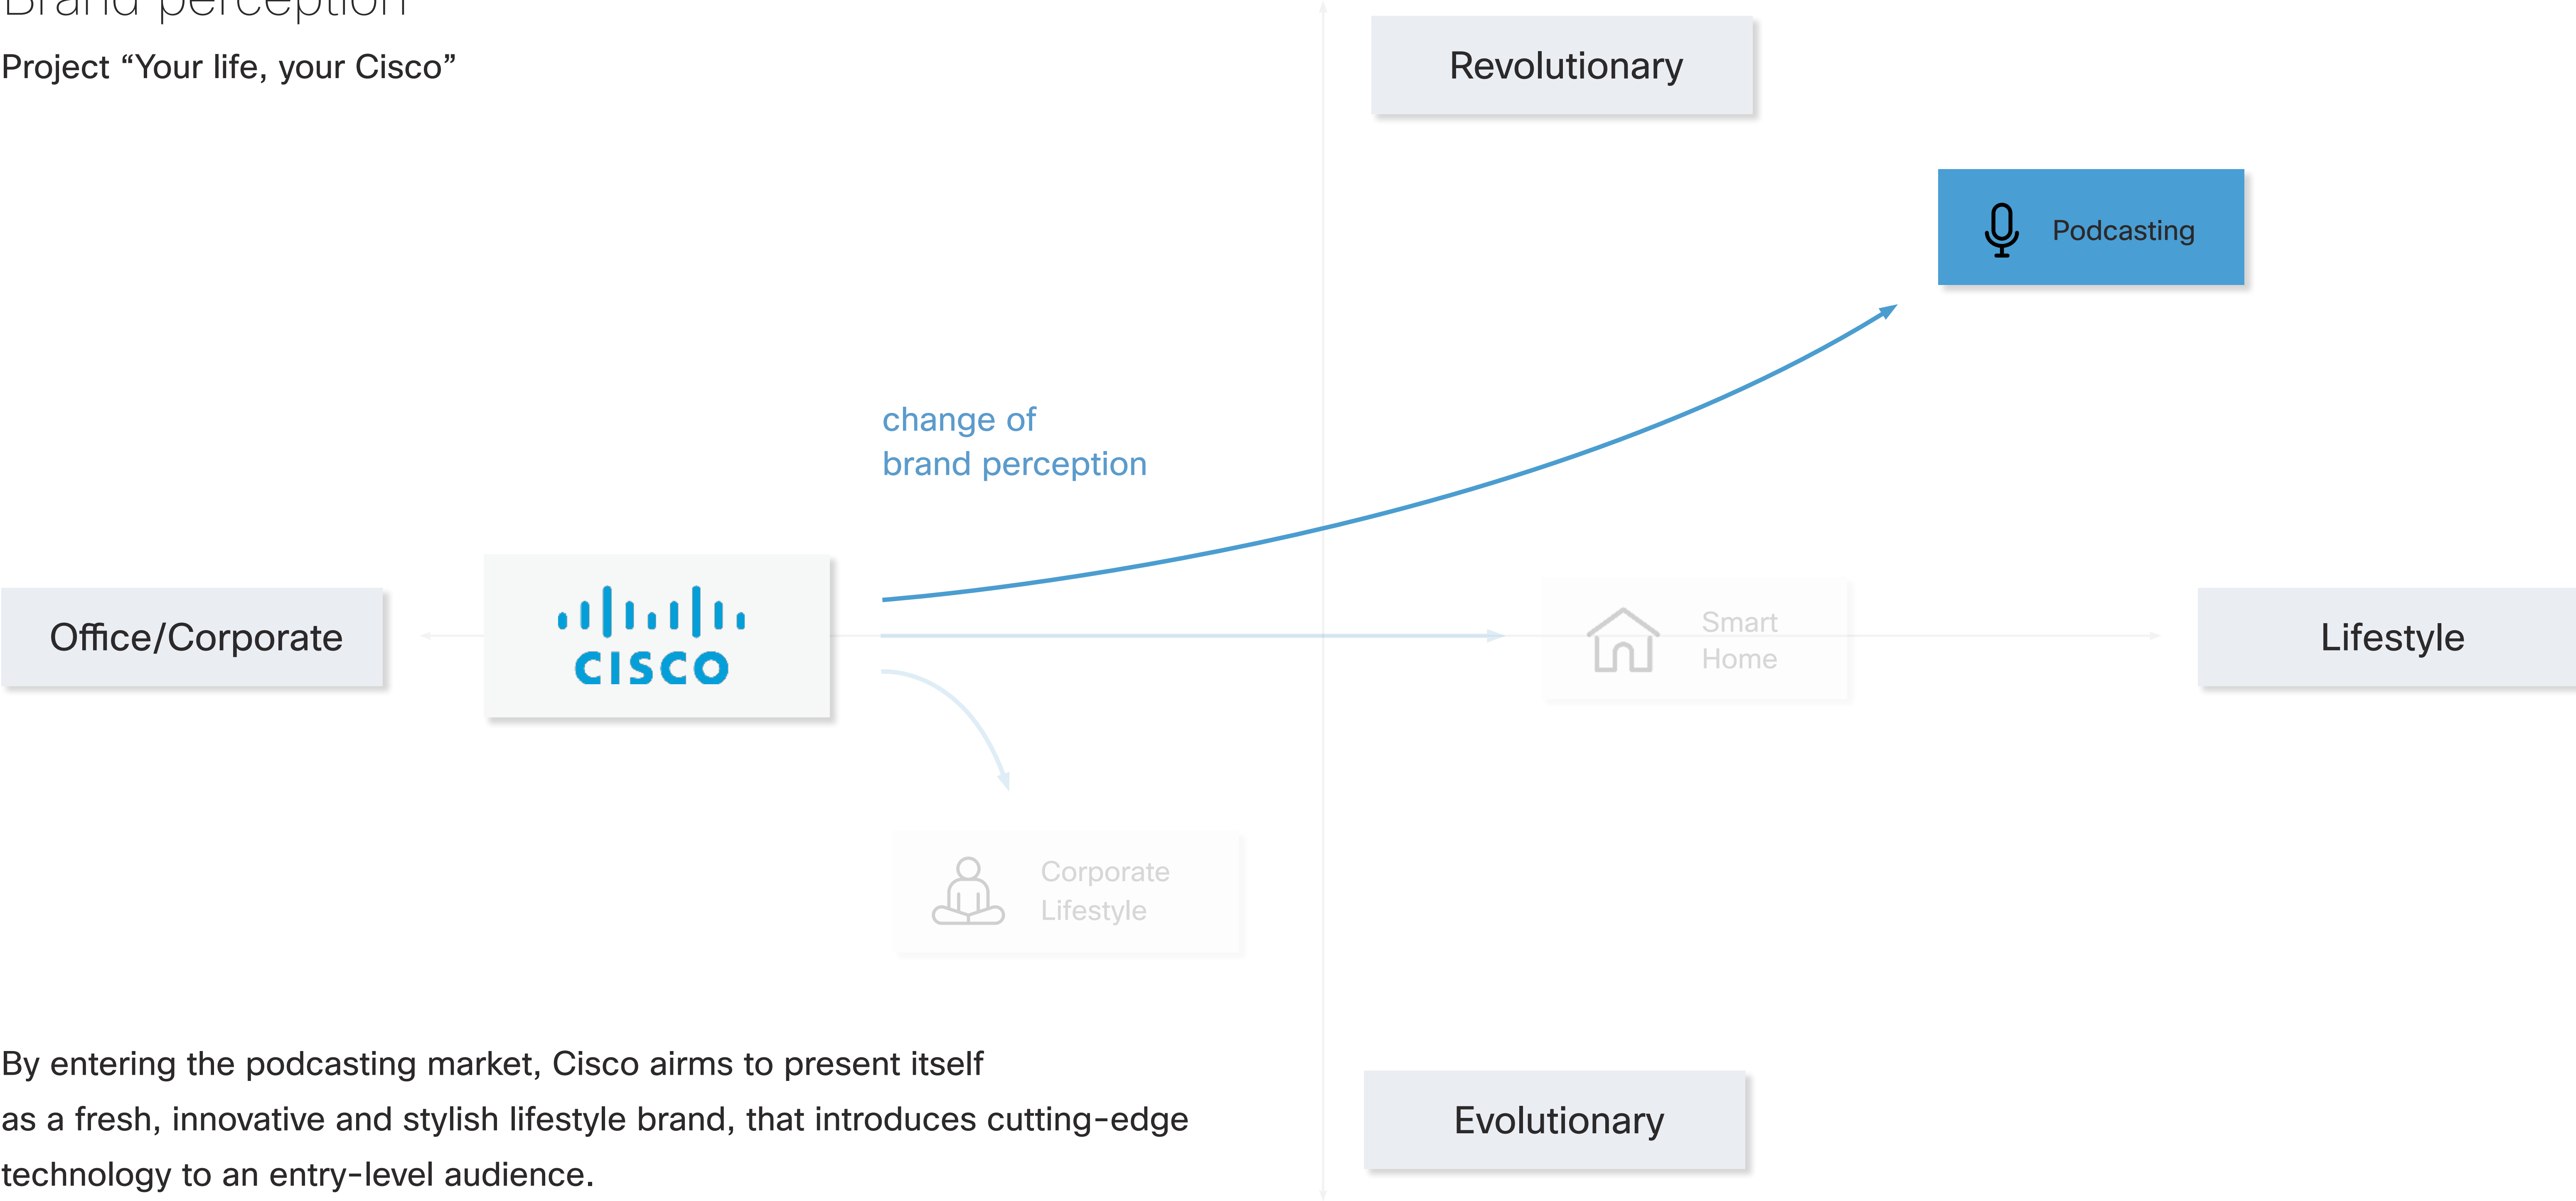 Brand perception
Project “Your life, your Cisco”
Revolutionary
Podcasting
change of
brand perception
Office/Corporate
CISCO
Smart
Home
Lifestyle
Corporate
Lifestyle
By entering the podcasting market, Cisco airms to present itself
as a fresh, innovative and stylish lifestyle brand, that introduces cutting-edge
technology to an entry-level audience.
Evolutionary